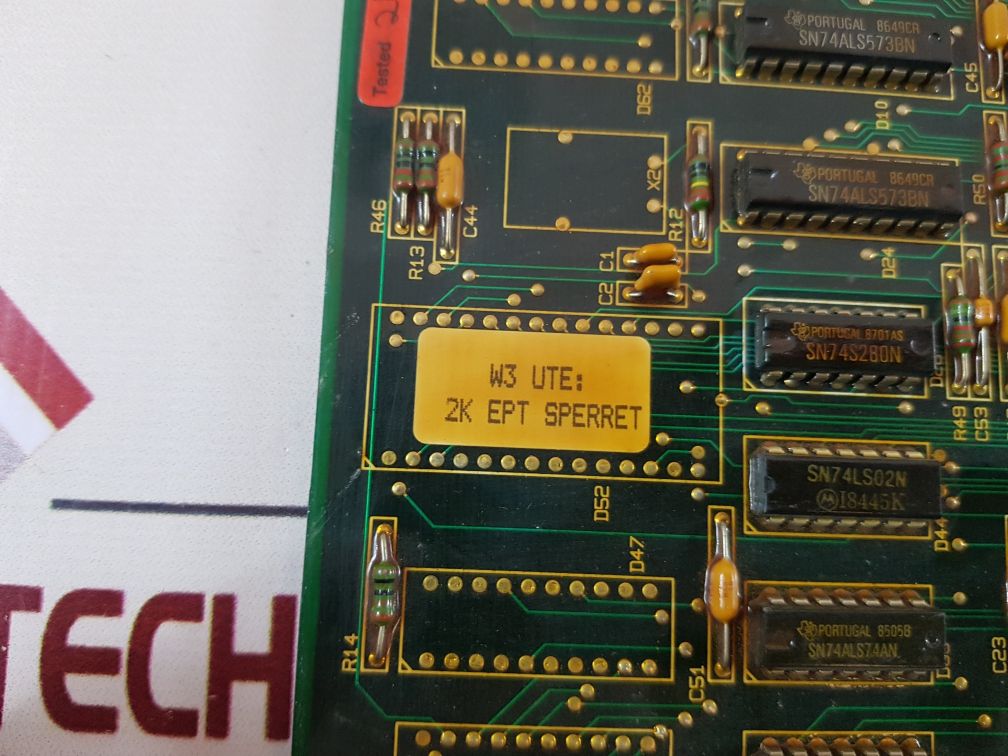 Tested 2
D62
PORTUGAL 8649CR
SN74ALS573BN
C45
D10
R46
R13
C44
X2
R12
PORTUGAL 8649CR
SN74ALS573BN
R50
D24
C1
C2
PORTUGAL 8701AS
SN74S280N
R49
C53
W3 UTE:
2K EPT SPERRET
D52
SN74LS02N
I8445K
D44
D47
R14
C51
PORTUGAL 8505B
SN74ALS74AN
C23
TECH